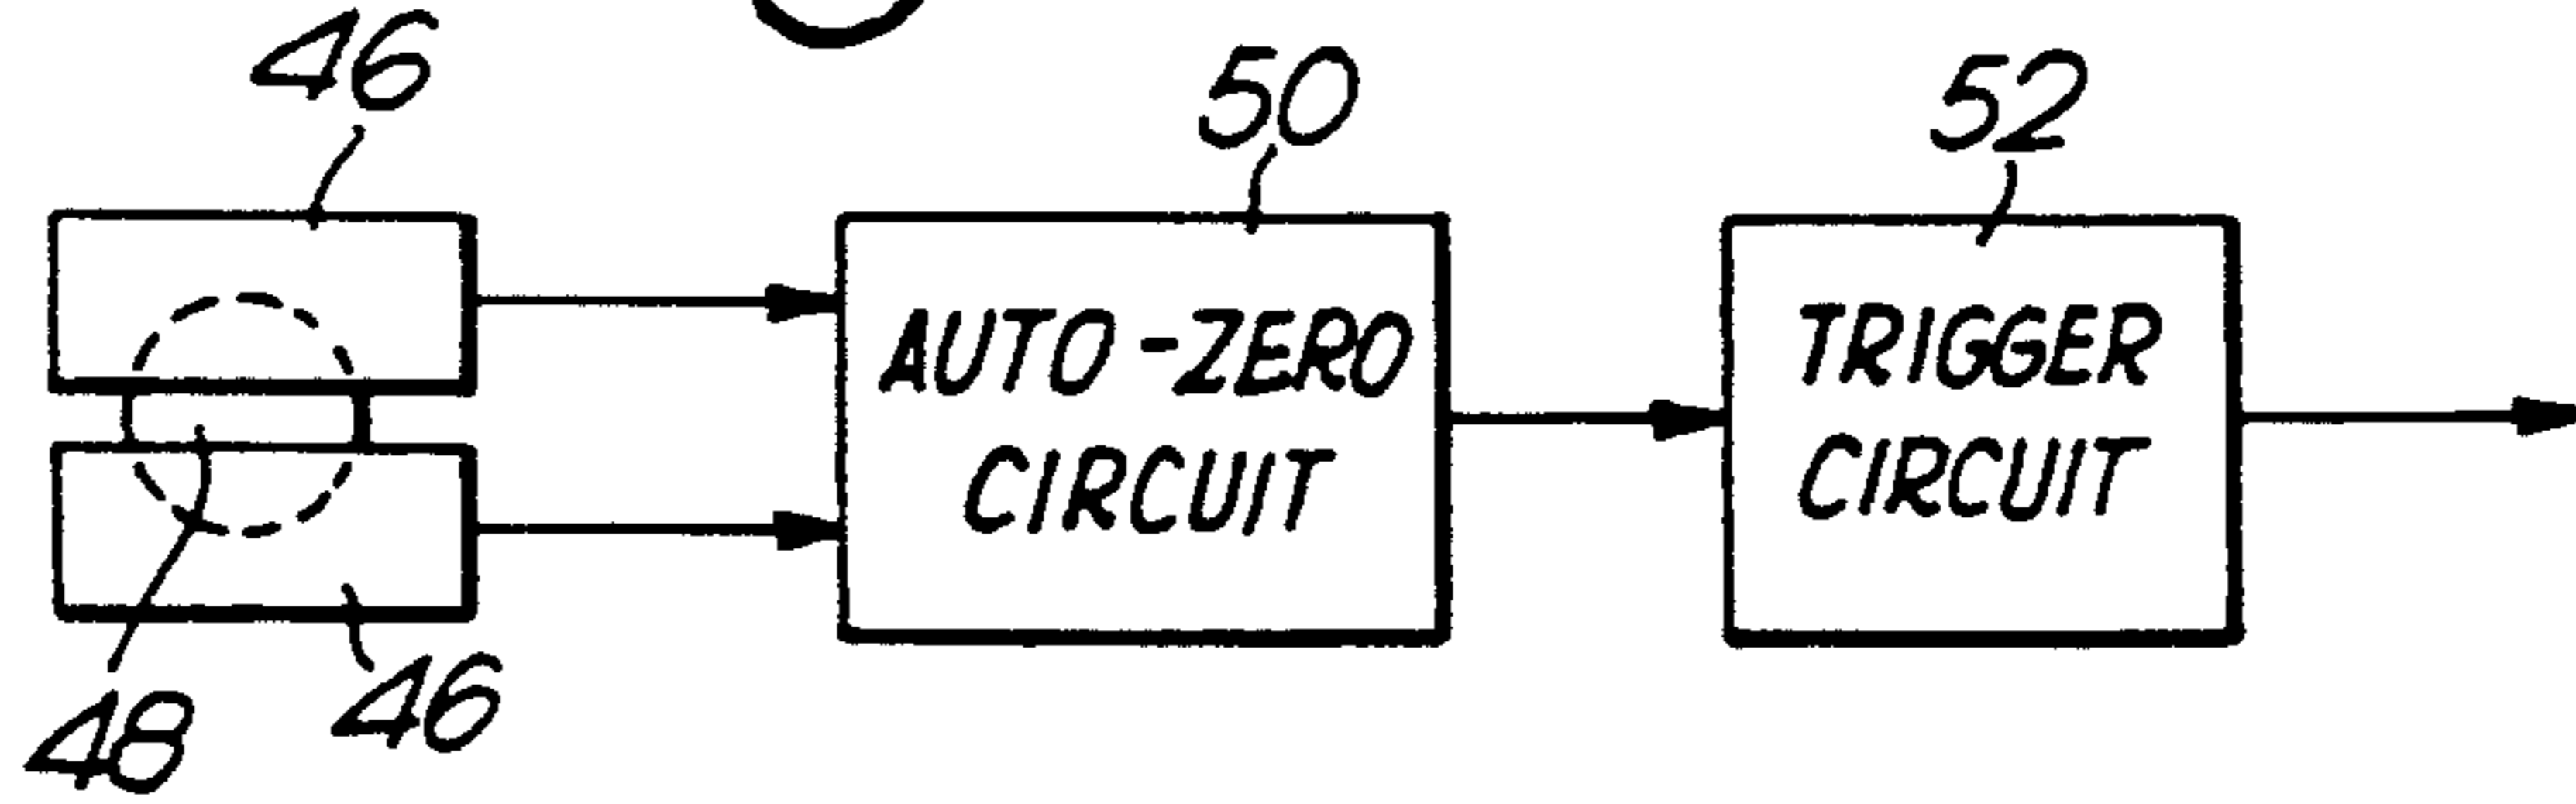 46
50
52
AUTO-ZERO
CIRCUIT
TRIGGER
CIRCUIT
48
46